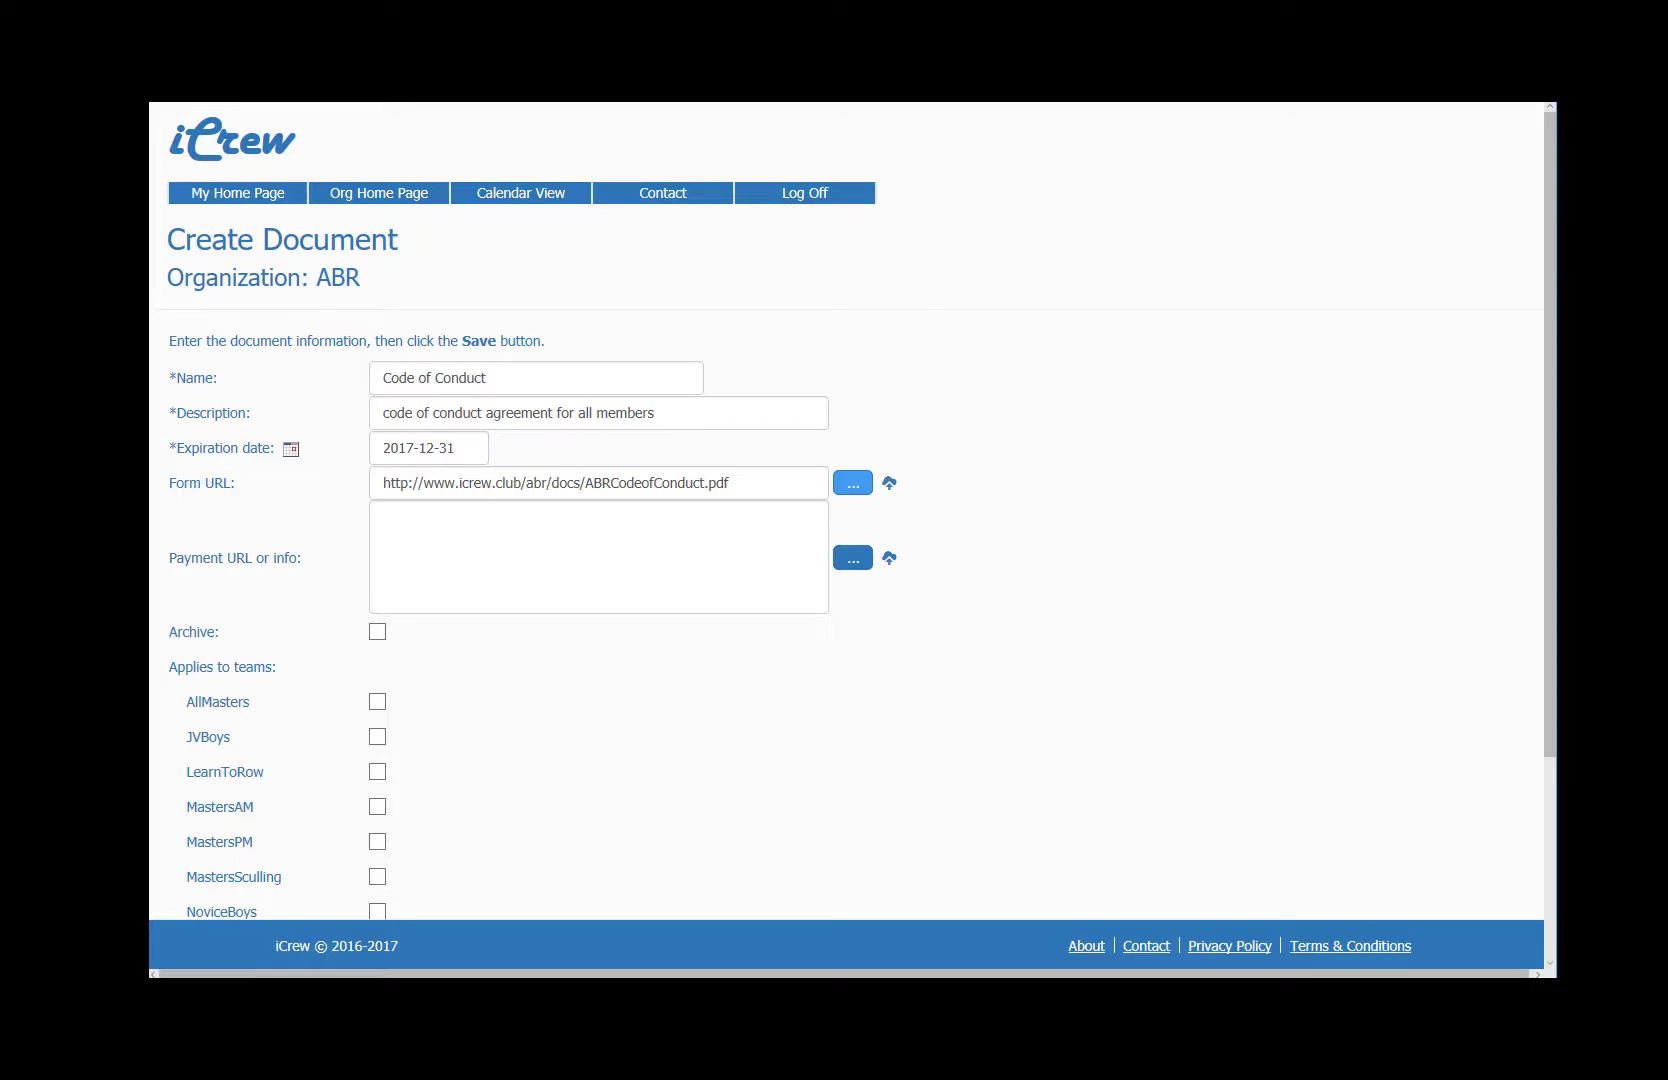 iCrew
My Home Page Org Home Page Calendar View Contact Log Off
Create Document
Organization: ABR
Enter the document information, then click the Save button.
*Name: Code of Conduct
*Description: code of conduct agreement for all members
*Expiration date: 2017-12-31
Form URL: http://www.icrew.club/abr/docs/ABRCodeofConduct.pdf ...
Payment URL or info: ...
Archive:
Applies to teams:
AllMasters
JVBoys
LearnToRow
MastersAM
MastersPM
MastersSculling
NoviceBoys
iCrew © 2016-2017 About Contact Privacy Policy Terms & Conditions